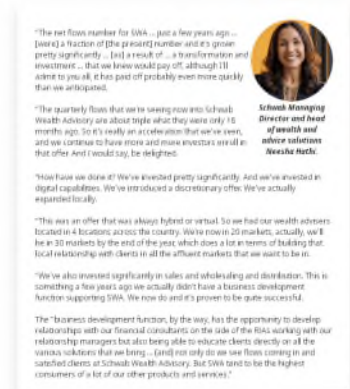 "The net flows number for SWA ... just a few years ago ...
[were] a fraction of [the present] number and it's grown
pretty significantly ... [as] a result of ... a transformation and
investment ... that we knew would pay off, although I'll
admit to you all, it has paid off probably even more quickly
than we anticipated.
"The quarterly flows that we're seeing now into Schwab
Wealth Advisory are about triple what they were only 18
months ago. So it's really an acceleration that we've seen,
and we continue to have more and more investors enroll in
that offer. And I would say, be delighted.
Schwab Managing
Director and head
of wealth and
advice solutions
Neesha Hathi.
"How have we done it? We've invested pretty significantly. And we've invested in
digital capabilities. We've introduced a discretionary offer. We've actually
expanded locally.
"This was an offer that was always hybrid or virtual. So we had our wealth advisers
located in 4 locations across the country. We're now in 20 markets, actually, we'll
be in 30 markets by the end of the year, which does a lot in terms of building that
local relationship with clients in all the affluent markets that we want to be in.
"We've also invested significantly in sales and wholesaling and distribution. This is
something a few years ago we actually didn't have a business development
function supporting SWA. We now do and it's proven to be quite successful.
The "business development function, by the way, has the opportunity to develop
relationships with our financial consultants on the side of the RIAs working with our
relationship managers but also being able to educate clients directly on all the
various solutions that we bring ... [and] not only do we see flows coming in and
satisfied clients at Schwab Wealth Advisory. But SWA tend to be the highest
consumers of a lot of our other products and services."